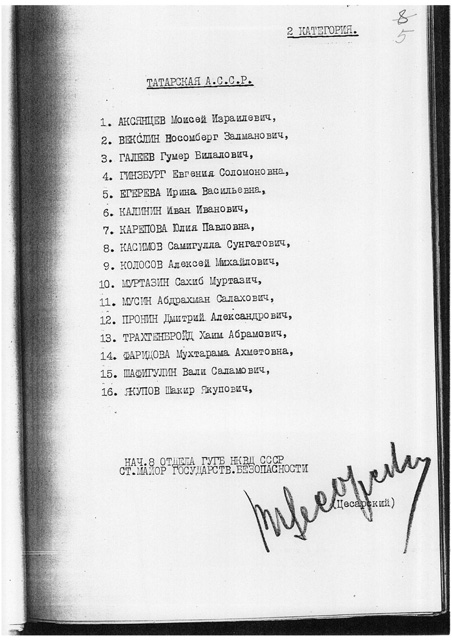 8
5
2 КАТЕГОРИЯ.
ТАТАРСКАЯ А.С.С.Р.
1. АКСЯНЦЕВ Моисей Израилевич,
2. ВЕКСЛИН Носомберг Залманович,
3. ГАЛЕЕВ Гумер Билалович,
4. ГИНЗБУРГ Евгения Соломоновна,
5. ЕГЕРЕВА Ирина Васильевна,
6. КАЛИНИН Иван Иванович,
7. КАРЕПОВА Юлия Павловна,
8. КАСИМОВ Самигулла Сунгатович,
9. КОЛОСОВ Алексей Михайлович,
10. МУРТАЗИН Сахиб Муртазич,
11. МУСИН Абдрахман Салахович,
12. ПРОНИН Дмитрий Александрович,
13. ТРАХТЕНБРОЙД Хаим Абрамович,
14. ФАРИДОВА Мухтарама Ахметовна,
15. ШАФИГУЛИН Вали Саламович,
16. ЯКУПОВ Шакир Якупович,
НАЧ.8 ОТДЕЛА ГУГБ НКВД СССР
СТ.МАЙОР ГОСУДАРСТВ.БЕЗОПАСНОСТИ
(Цесарский)